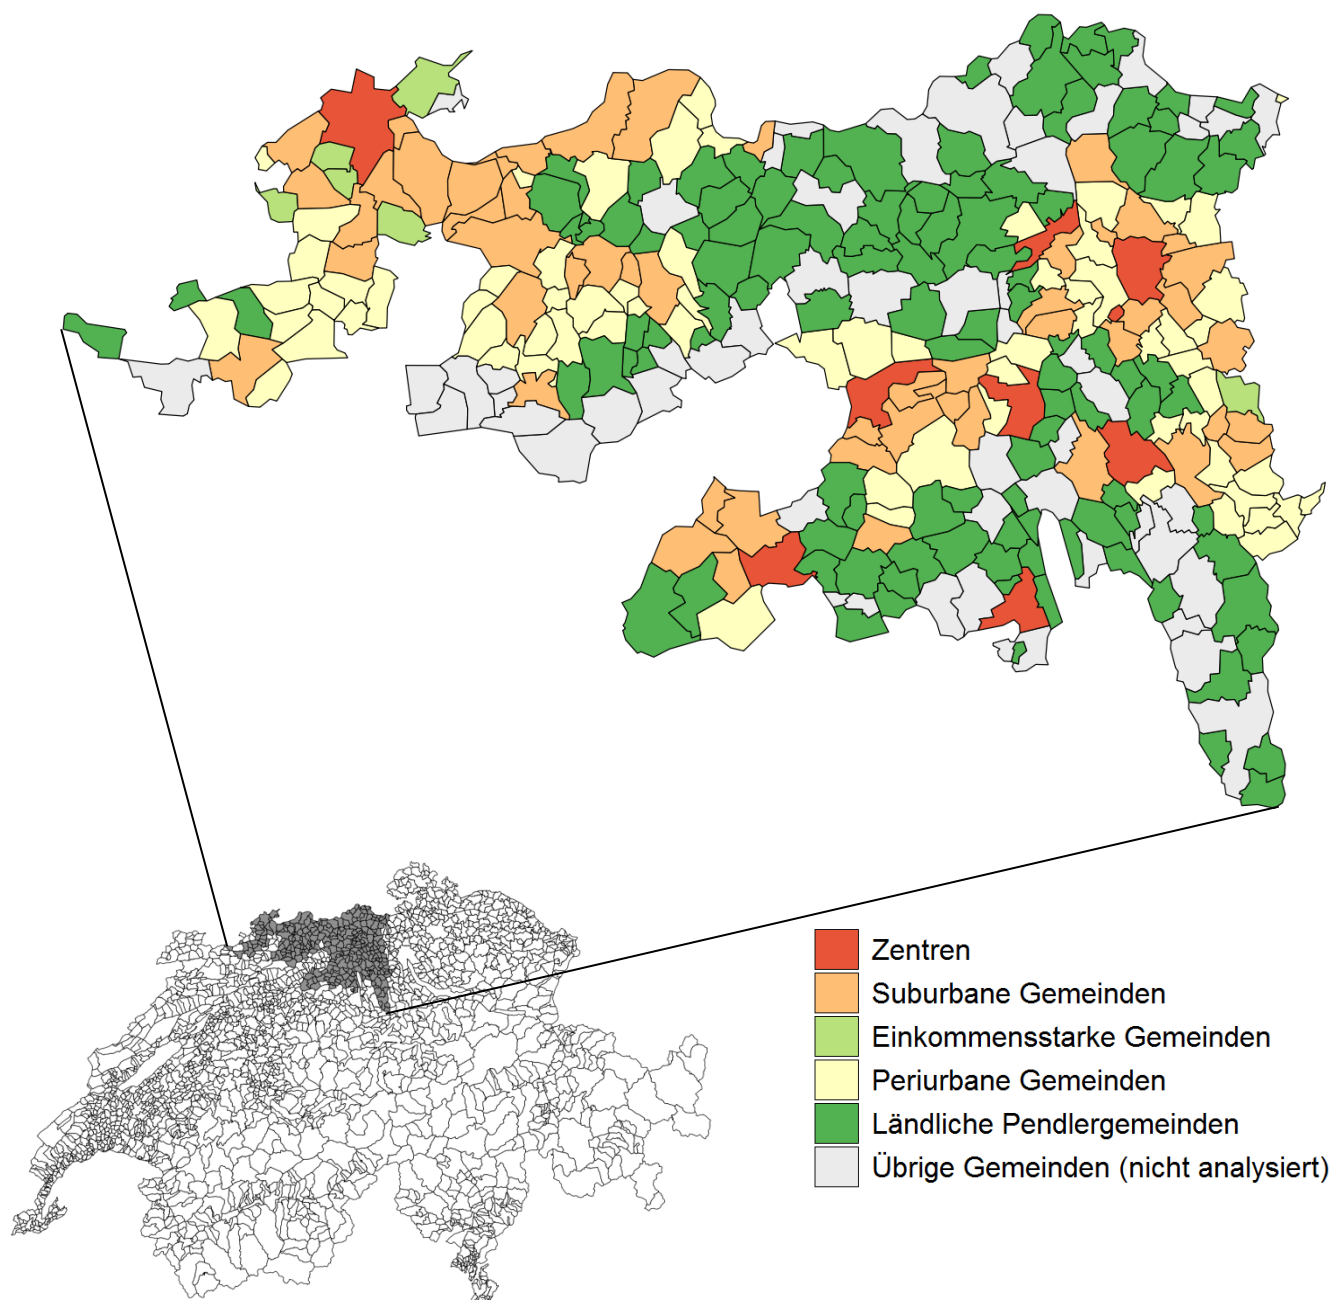 Zentren
Suburbane Gemeinden
Einkommensstarke Gemeinden
Periurbane Gemeinden
Ländliche Pendlergemeinden
Übrige Gemeinden (nicht analysiert)